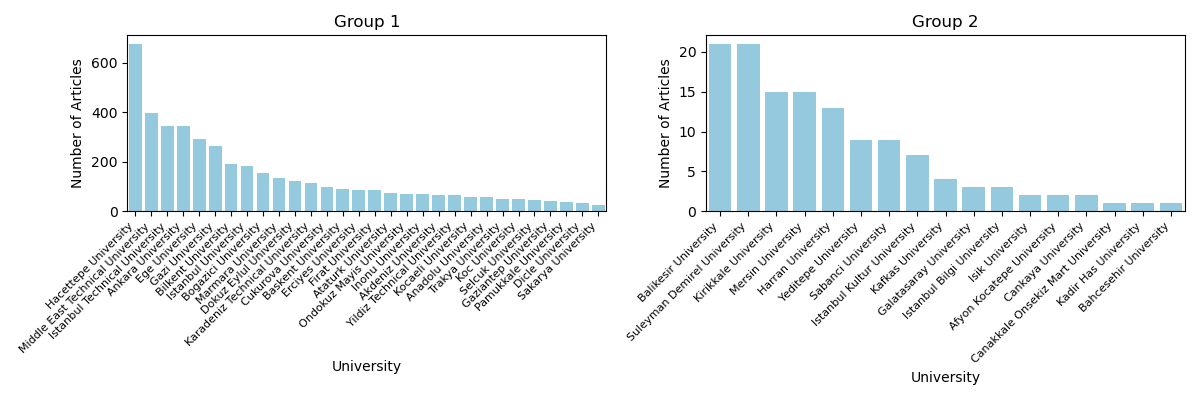 Group 1
Number of Articles
600
400
200
0
Hacettepe University
Middle East Technical University
Istanbul Technical University
Ankara University
Ege University
Gazi University
Bilkent University
Istanbul University
Bogazici University
Marmara University
Dokuz Eylul University
Karadeniz Technical University
Cukurova University
Baskent University
Erciyes University
Firat University
Ataturk University
Ondokuz Mayis University
Inonu University
Akdeniz University
Yildiz Technical University
Kocaeli University
Anadolu University
Trakya University
Koc University
Selcuk University
Gaziantep University
Pamukkale University
Dicle University
Sakarya University
University
Group 2
Number of Articles
20
15
10
5
0
Balikesir University
Suleyman Demirel University
Kirikkale University
Mersin University
Harran University
Yeditepe University
Sabanci University
Istanbul Kultur University
Kafkas University
Galatasaray University
Istanbul Bilgi University
Isik University
Afyon Kocatepe University
Cankaya University
Canakkale Onsekiz Mart University
Kadir Has University
Bahcesehir University
University